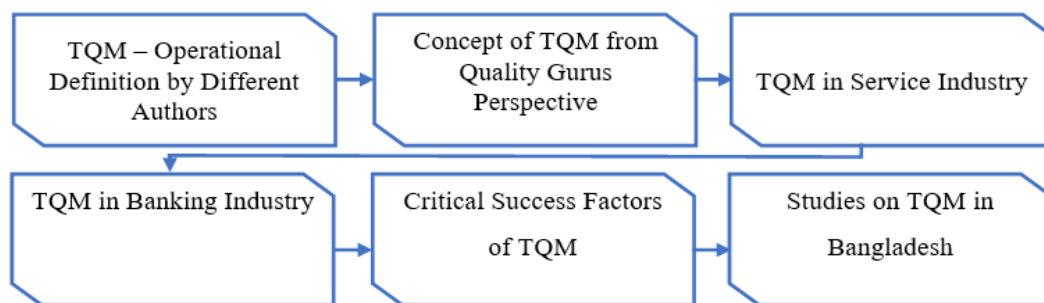 TQM – Operational
Definition by Different
Authors
Concept of TQM from
Quality Gurus
Perspective
TQM in Service Industry
TQM in Banking Industry
Critical Success Factors
of TQM
Studies on TQM in
Bangladesh